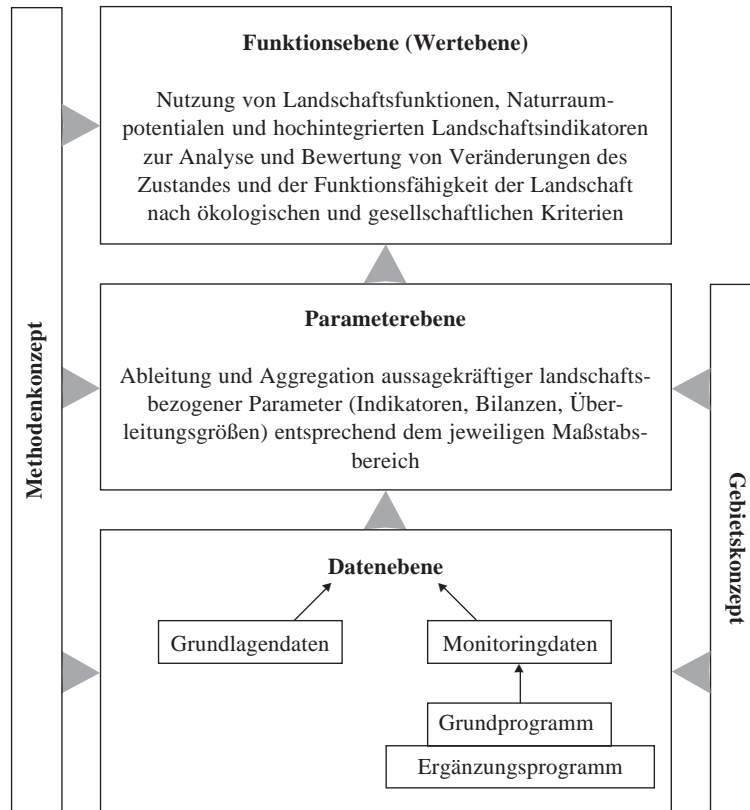 Funktionsebene (Wertebene)
Nutzung von Landschaftsfunktionen, Naturraum-
potentialen und hochintegrierten Landschaftsindikatoren
zur Analyse und Bewertung von Veränderungen des
Zustandes und der Funktionsfähigkeit der Landschaft
nach ökologischen und gesellschaftlichen Kriterien
Methodenkonzept
Parameterebene
Ableitung und Aggregation aussagekräftiger landschafts-
bezogener Parameter (Indikatoren, Bilanzen, Über-
leitungsgrößen) entsprechend dem jeweiligen Maßstabs-
bereich
Gebietskonzept
Datenebene
Grundlagendaten
Monitoringdaten
Grundprogramm
Ergänzungsprogramm